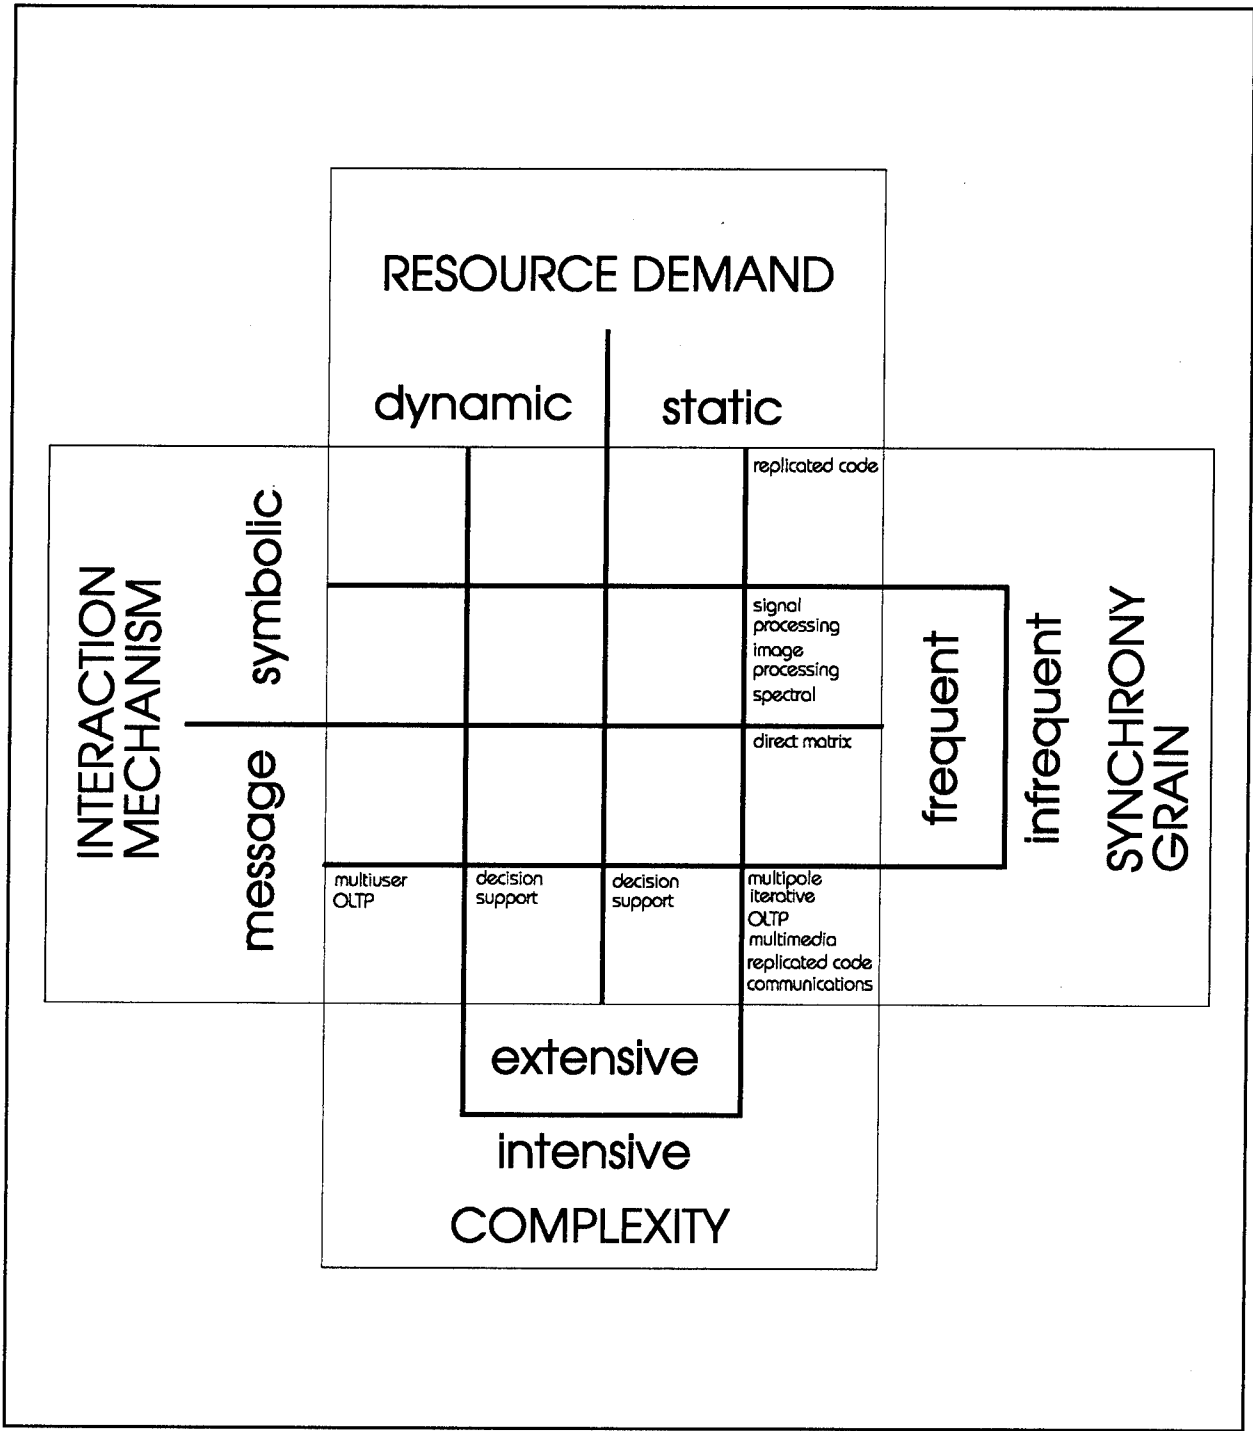 RESOURCE DEMAND
dynamic
static
INTERACTION
MECHANISM
symbolic
message
replicated code
signal
processing
image
processing
spectral
direct matrix
multiuser
OLTP
decision
support
decision
support
multipole
iterative
OLTP
multimedia
replicated code
communications
frequent
infrequent
SYNCHRONY
GRAIN
extensive
intensive
COMPLEXITY